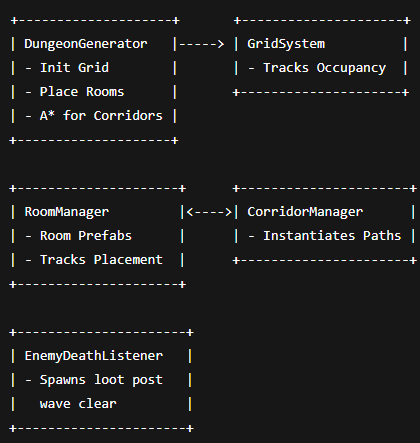 +--------------------+       +--------------------+
| DungeonGenerator   |-----> | GridSystem         |
| - Init Grid        |       | - Tracks Occupancy |
| - Place Rooms      |       +--------------------+
| - A* for Corridors |
+--------------------+
+---------------------+      +---------------------+
| RoomManager         |<---->| CorridorManager     |
| - Room Prefabs      |      | - Instantiates Paths |
| - Tracks Placement  |      +---------------------+
+---------------------+
+----------------------+
| EnemyDeathListener   |
| - Spawns loot post   |
|   wave clear         |
+----------------------+